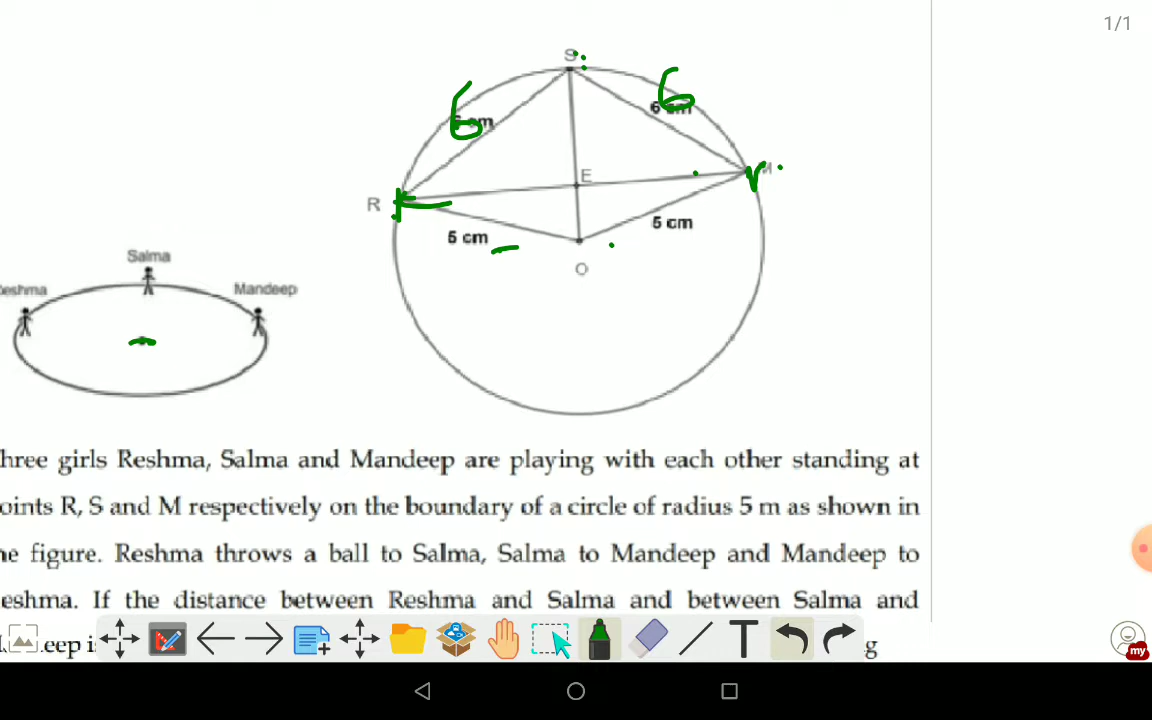 1/1
S
6
6
6 cm
M
E
R
5 cm
5 cm
O
Salma
eshma
Mandeep
hree girls Reshma, Salma and Mandeep are playing with each other standing at
oints R, S and M respectively on the boundary of a circle of radius 5 m as shown in
he figure. Reshma throws a ball to Salma, Salma to Mandeep and Mandeep to
eshma. If the distance between Reshma and Salma and between Salma and
eep i
g
T
my